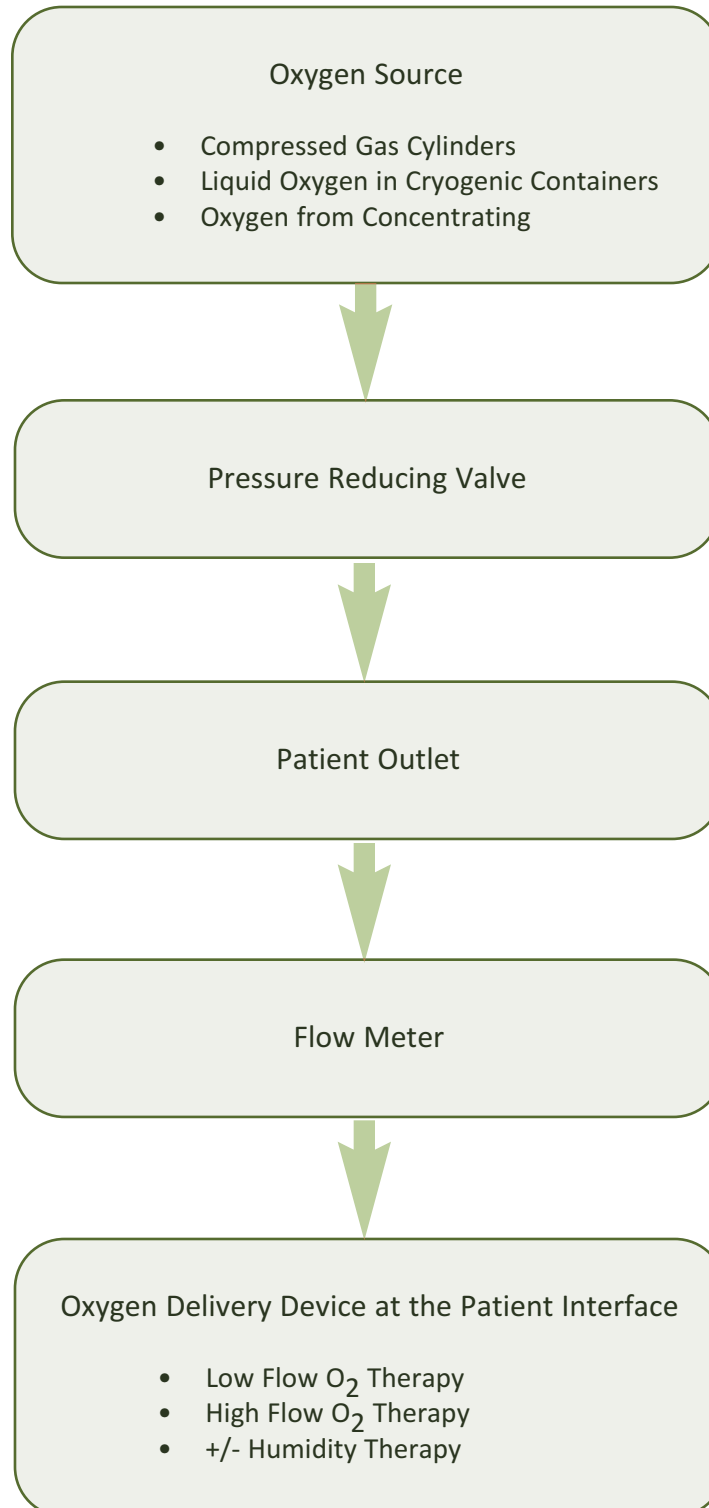 Oxygen Source
• Compressed Gas Cylinders
• Liquid Oxygen in Cryogenic Containers
• Oxygen from Concentrating
Pressure Reducing Valve
Patient Outlet
Flow Meter
Oxygen Delivery Device at the Patient Interface
• Low Flow O2 Therapy
• High Flow O2 Therapy
• +/- Humidity Therapy